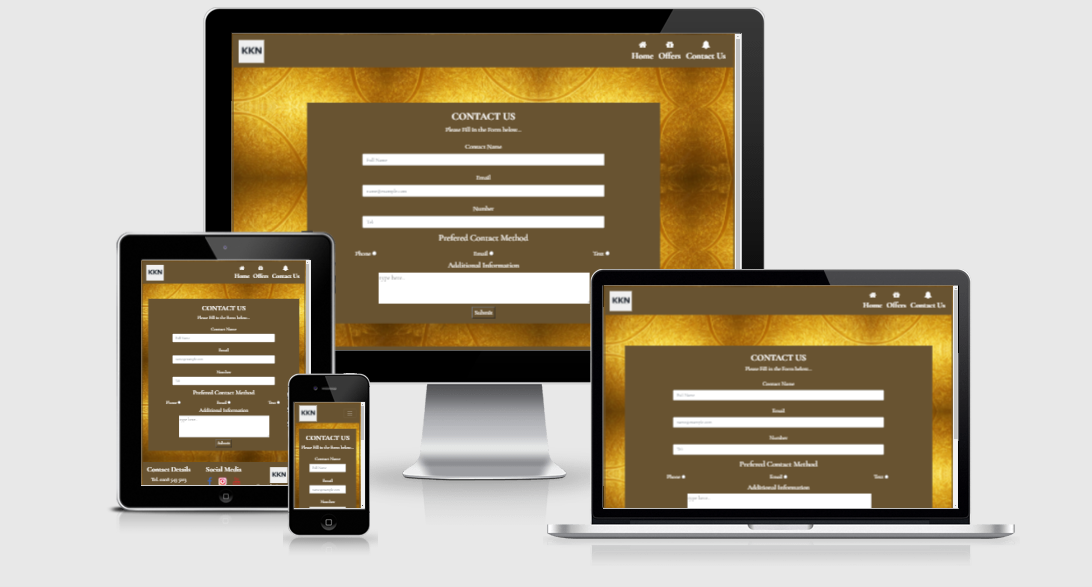 KKN
Home Offers Contact Us
CONTACT US
Please Fill In the Form below...
Contact Name
Full Name
Email
name@example.com
Number
Tel
Prefered Contact Method
Phone Email Text
Additional Information
type here..
Submit
KKN
Home Offers Contact Us
CONTACT US
Please Fill In the Form below...
Contact Name
Full Name
Email
name@example.com
Number
Tel
Prefered Contact Method
Phone Email Text
Additional Information
type here..
Submit
Contact Details Social Media
KKN
KKN
CONTACT US
Please Fill In the Form below...
Contact Name
Full Name
Email
name@example.com
Number
KKN
Home Offers Contact Us
CONTACT US
Please Fill In the Form below...
Contact Name
Full Name
Email
name@example.com
Number
Tel
Prefered Contact Method
Phone Email Text
Additional Information
type here..